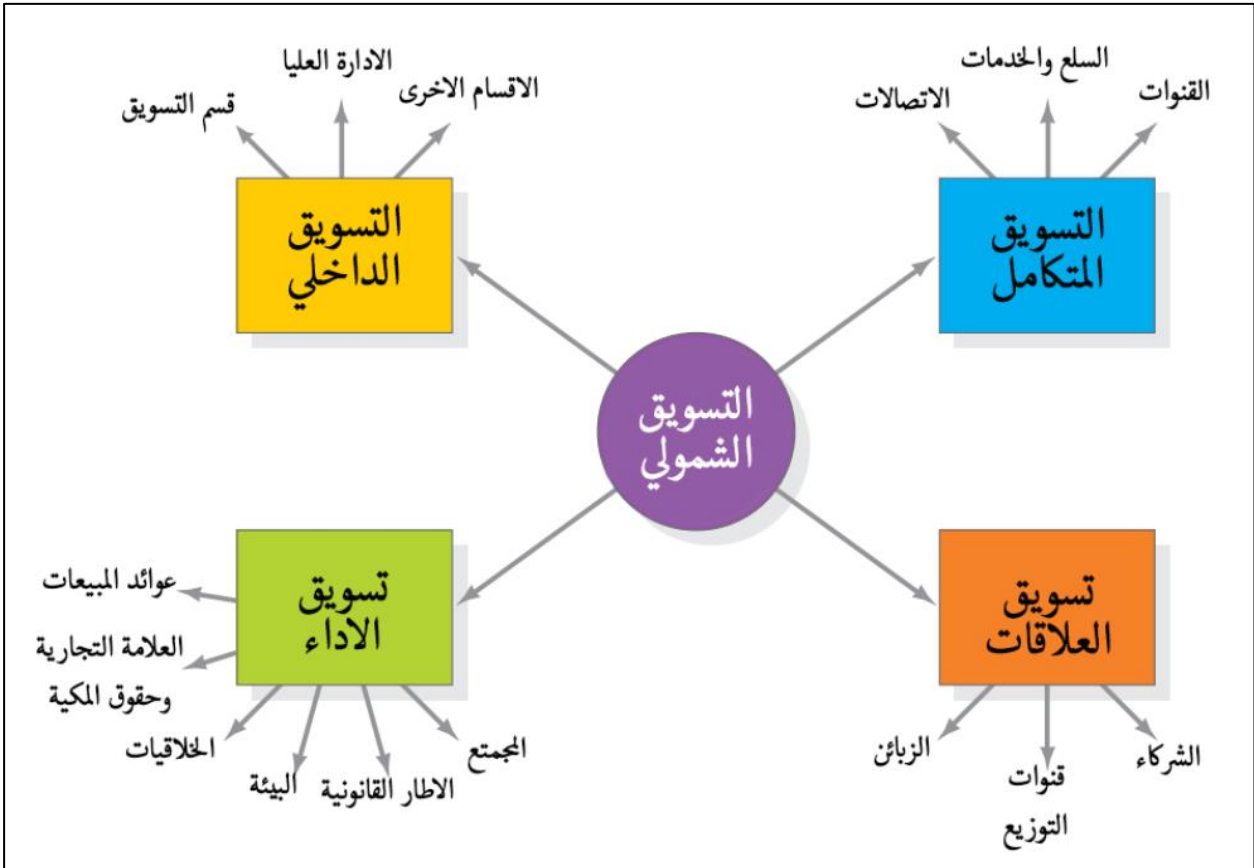 السلع والخدمات
القنوات
الاتصالات
الادارة العليا
الاقسام الاخرى
قسم التسويق
التسويق
المتكامل
التسويق
الداخلي
التسويق
الشمولي
تسويق
العلاقات
تسويق
الاداء
الشركاء
قنوات
التوزيع
الزبائن
عوائد المبيعات
العلامة التجارية
وحقوق المكية
الخلاقيات
البيئة
الاطار القانونية
المجمتع